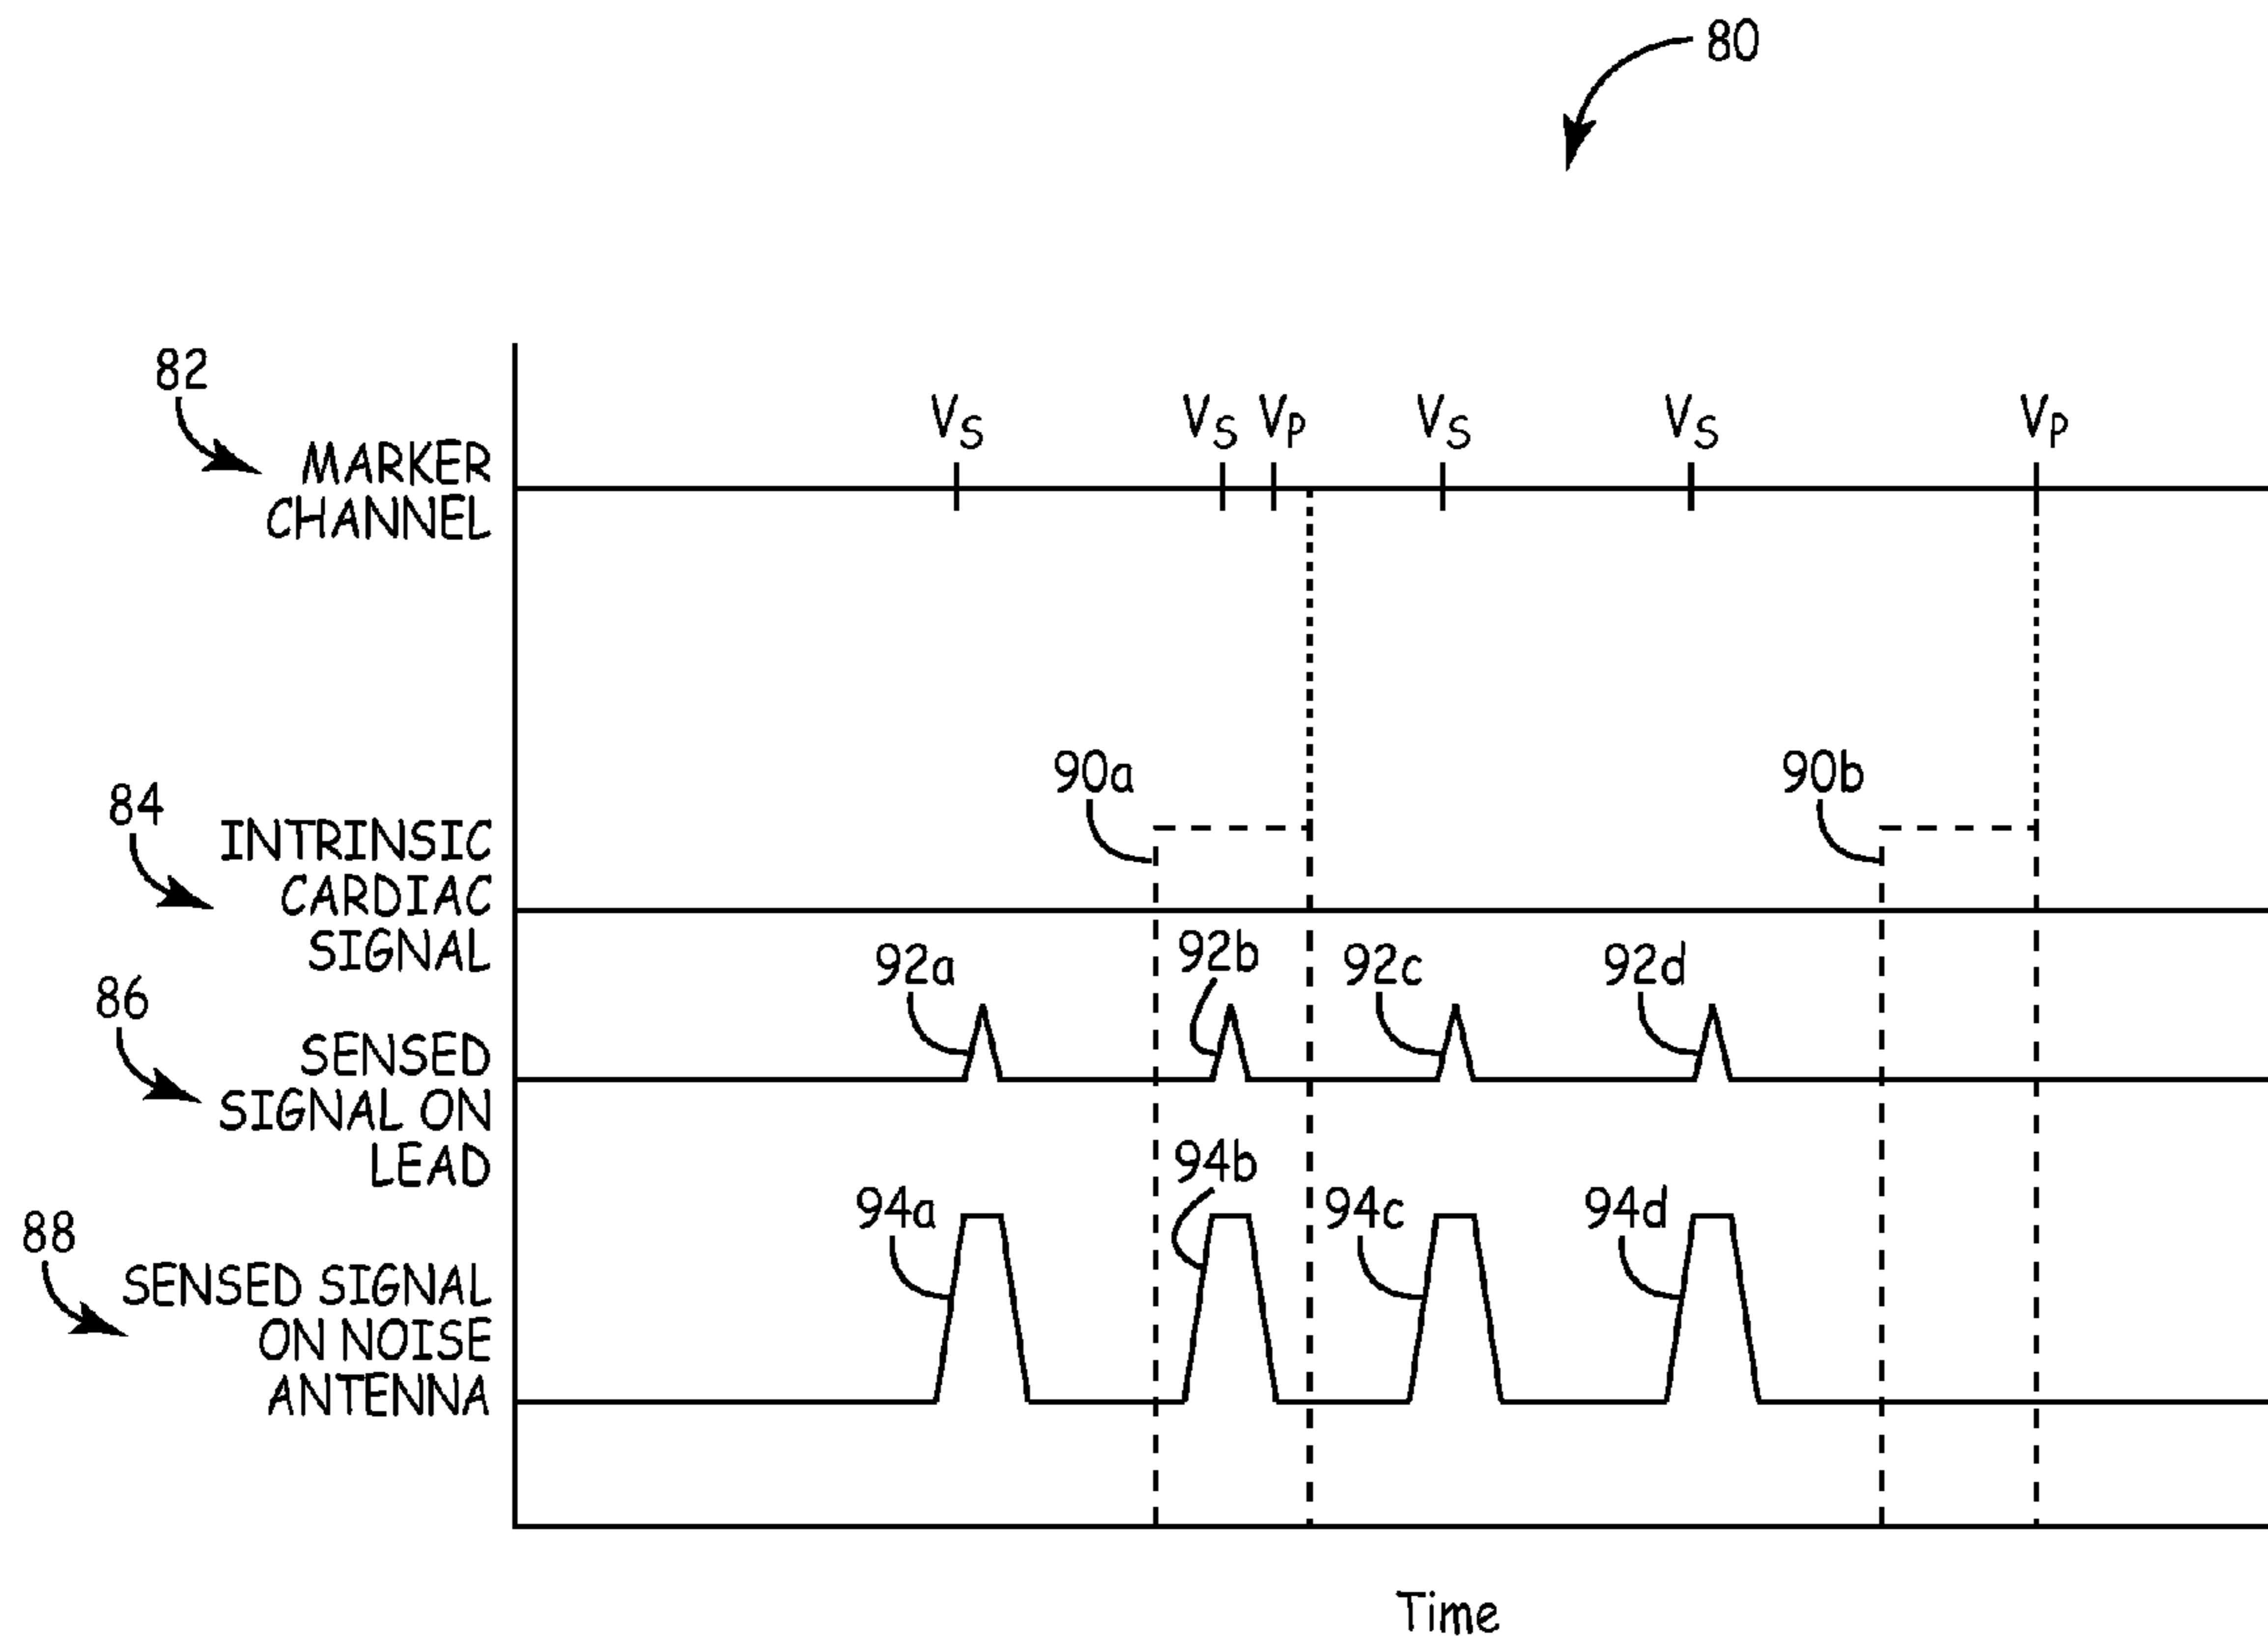 80
82
MARKER
CHANNEL
VS VS VP VS VS VP
90a 90b
84
INTRINSIC
CARDIAC
SIGNAL
92a 92b 92c 92d
86
SENSED
SIGNAL ON
LEAD
94a 94b 94c 94d
88
SENSED SIGNAL
ON NOISE
ANTENNA
Time